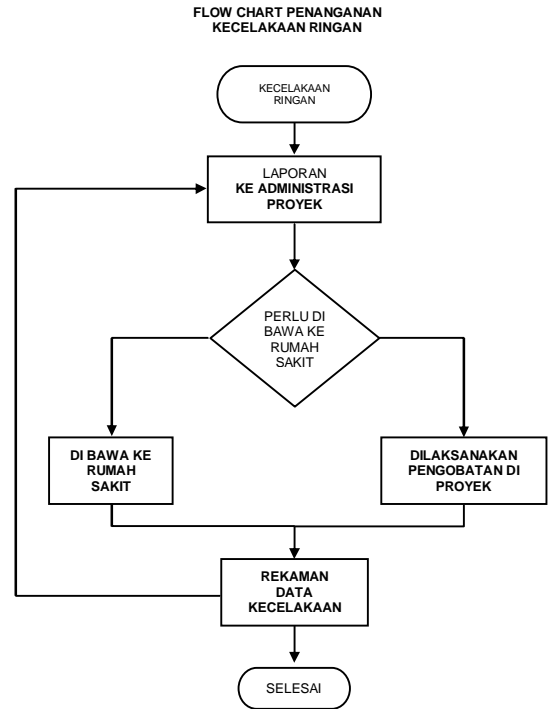 FLOW CHART PENANGANAN
KECELAKAAN RINGAN
KECELAKAAN
RINGAN
LAPORAN
KE ADMINISTRASI
PROYEK
PERLU DI
BAWA KE
RUMAH
SAKIT
DI BAWA KE
RUMAH
SAKIT
DILAKSANAKAN
PENGOBATAN DI
PROYEK
REKAMAN
DATA
KECELAKAAN
SELESAI